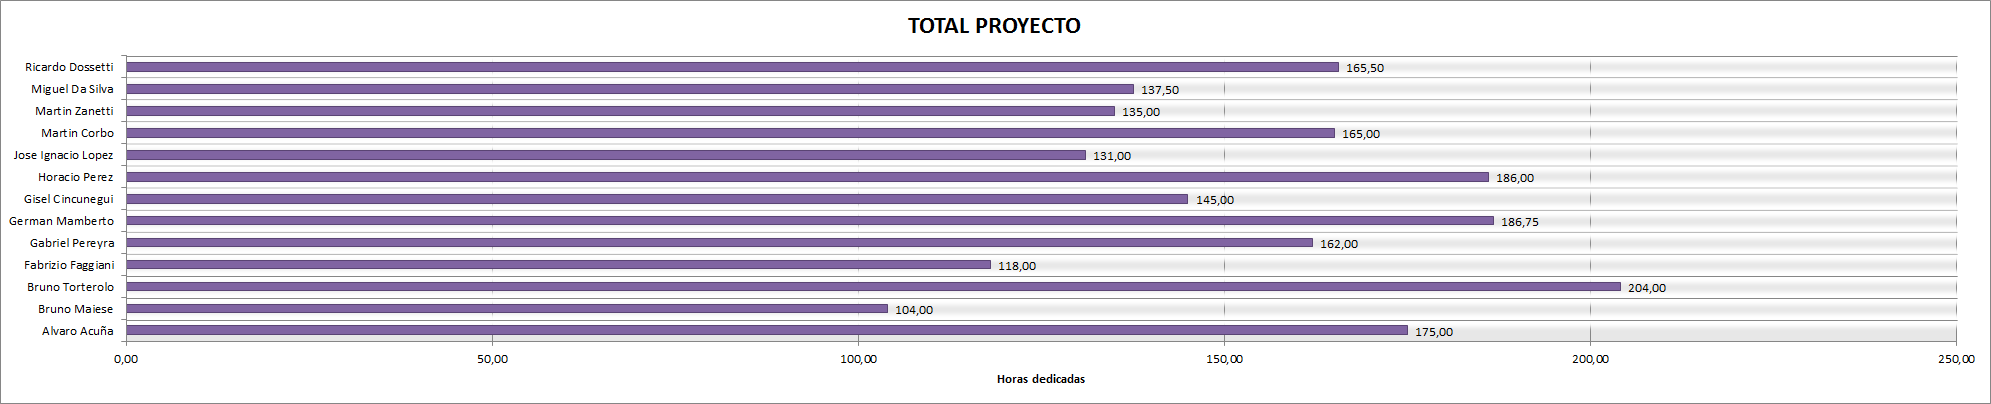 TOTAL PROYECTO
Ricardo Dossetti 165,50
Miguel Da Silva 137,50
Martin Zanetti 135,00
Martin Corbo 165,00
Jose Ignacio Lopez 131,00
Horacio Perez 186,00
Gisel Cincunegui 145,00
German Mamberto 186,75
Gabriel Pereyra 162,00
Fabrizio Faggiani 118,00
Bruno Torterolo 204,00
Bruno Maiese 104,00
Alvaro Acuña 175,00
0,00 50,00 100,00 150,00 200,00 250,00
Horas dedicadas